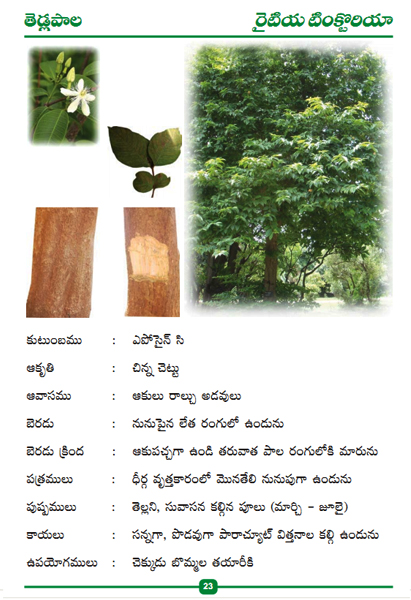 తెడ్లపాల రైటియ టింక్టోరియా
కుటుంబము : ఎపోసైన్ సి
ఆకృతి : చిన్న చెట్టు
ఆవాసము : ఆకులు రాల్చు అడవులు
బెరడు : నునుపైన లేత రంగులో ఉండును
బెరడు క్రింద : ఆకుపచ్చగా ఉండి తరువాత పాల రంగులోకి మారును
పత్రములు : దీర్ఘ వృత్తకారంలో మొనతేలి నునుపుగా ఉండును
పుష్పములు : తెల్లని, సువాసన కల్గిన పూలు (మార్చి - జూలై)
కాయలు : సన్నగా, పొడవుగా పారాచ్యూట్ విత్తనాల కల్గి ఉండును
ఉపయోగములు : చెక్కుడు బొమ్మల తయారీకి
23